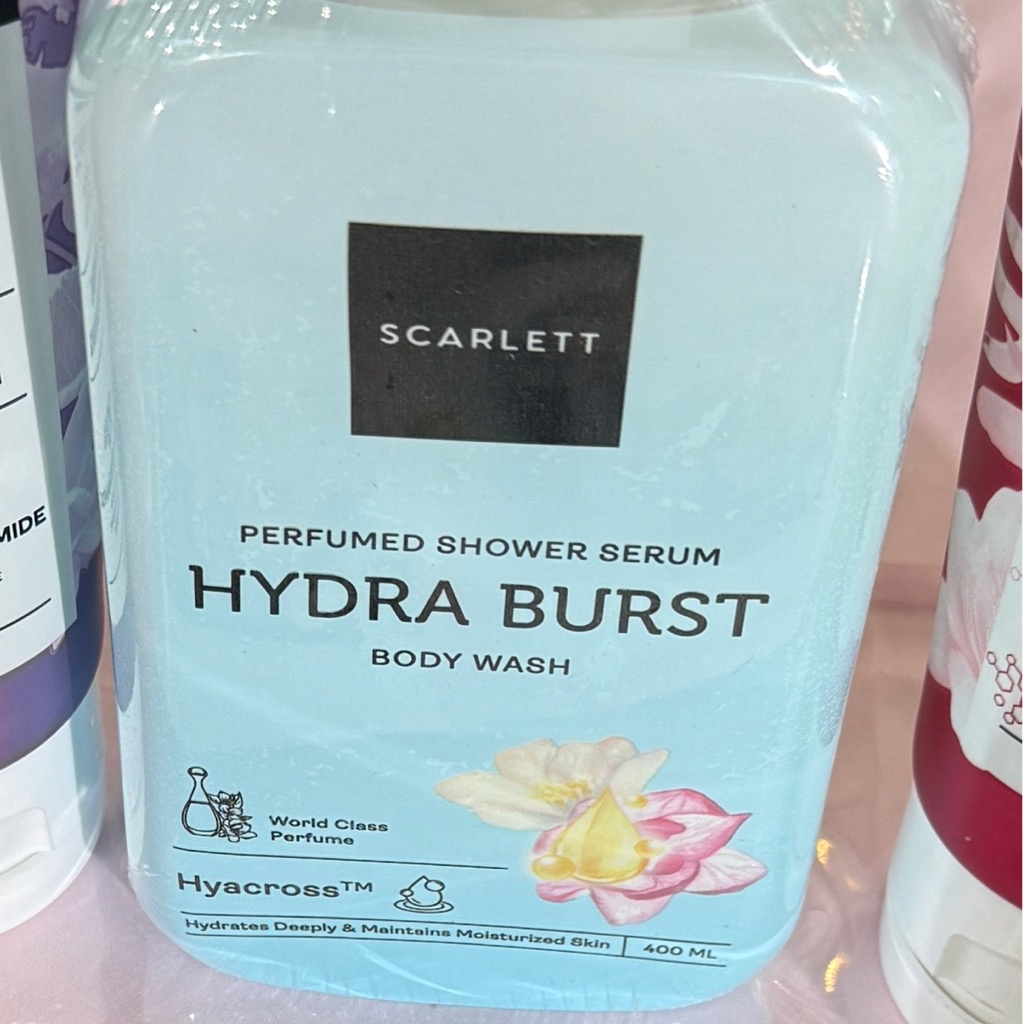 SCARLETT
PERFUMED SHOWER SERUM
HYDRA BURST
BODY WASH
World Class
Perfume
Hyacross™
Hydrates Deeply & Maintains Moisturized Skin
400 ML
MIDE